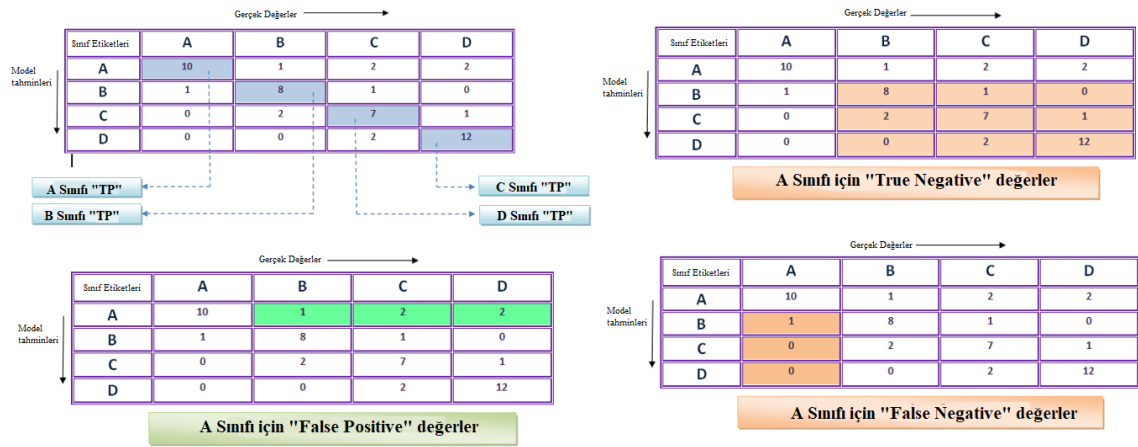 Gerçek Değerler
Sınıf Etiketleri A B C D
Model tahminleri
A 10 1 2 2
B 1 8 1 0
C 0 2 7 1
D 0 0 2 12
A Sınıfı "TP"
C Sınıfı "TP"
B Sınıfı "TP"
D Sınıfı "TP"
Gerçek Değerler
Sınıf Etiketleri A B C D
Model tahminleri
A 10 1 2 2
B 1 8 1 0
C 0 2 7 1
D 0 0 2 12
A Sınıfı için "True Negative" değerler
Gerçek Değerler
Sınıf Etiketleri A B C D
Model tahminleri
A 10 1 2 2
B 1 8 1 0
C 0 2 7 1
D 0 0 2 12
A Sınıfı için "False Positive" değerler
Gerçek Değerler
Sınıf Etiketleri A B C D
Model tahminleri
A 10 1 2 2
B 1 8 1 0
C 0 2 7 1
D 0 0 2 12
A Sınıfı için "False Negative" değerler